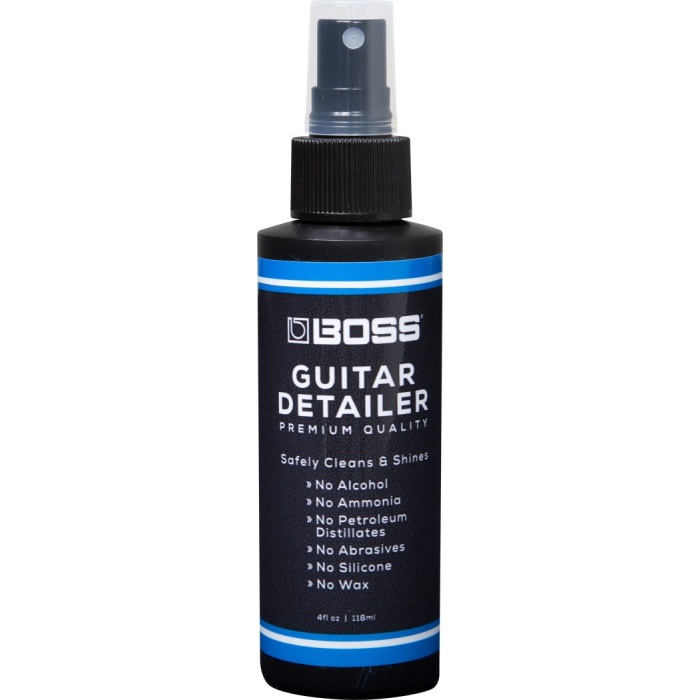 BOSS®
GUITAR
DETAILER
PREMIUM QUALITY
Safely Cleans & Shines
» No Alcohol
» No Ammonia
» No Petroleum
Distillates
» No Abrasives
» No Silicone
» No Wax
4fl oz | 118ml